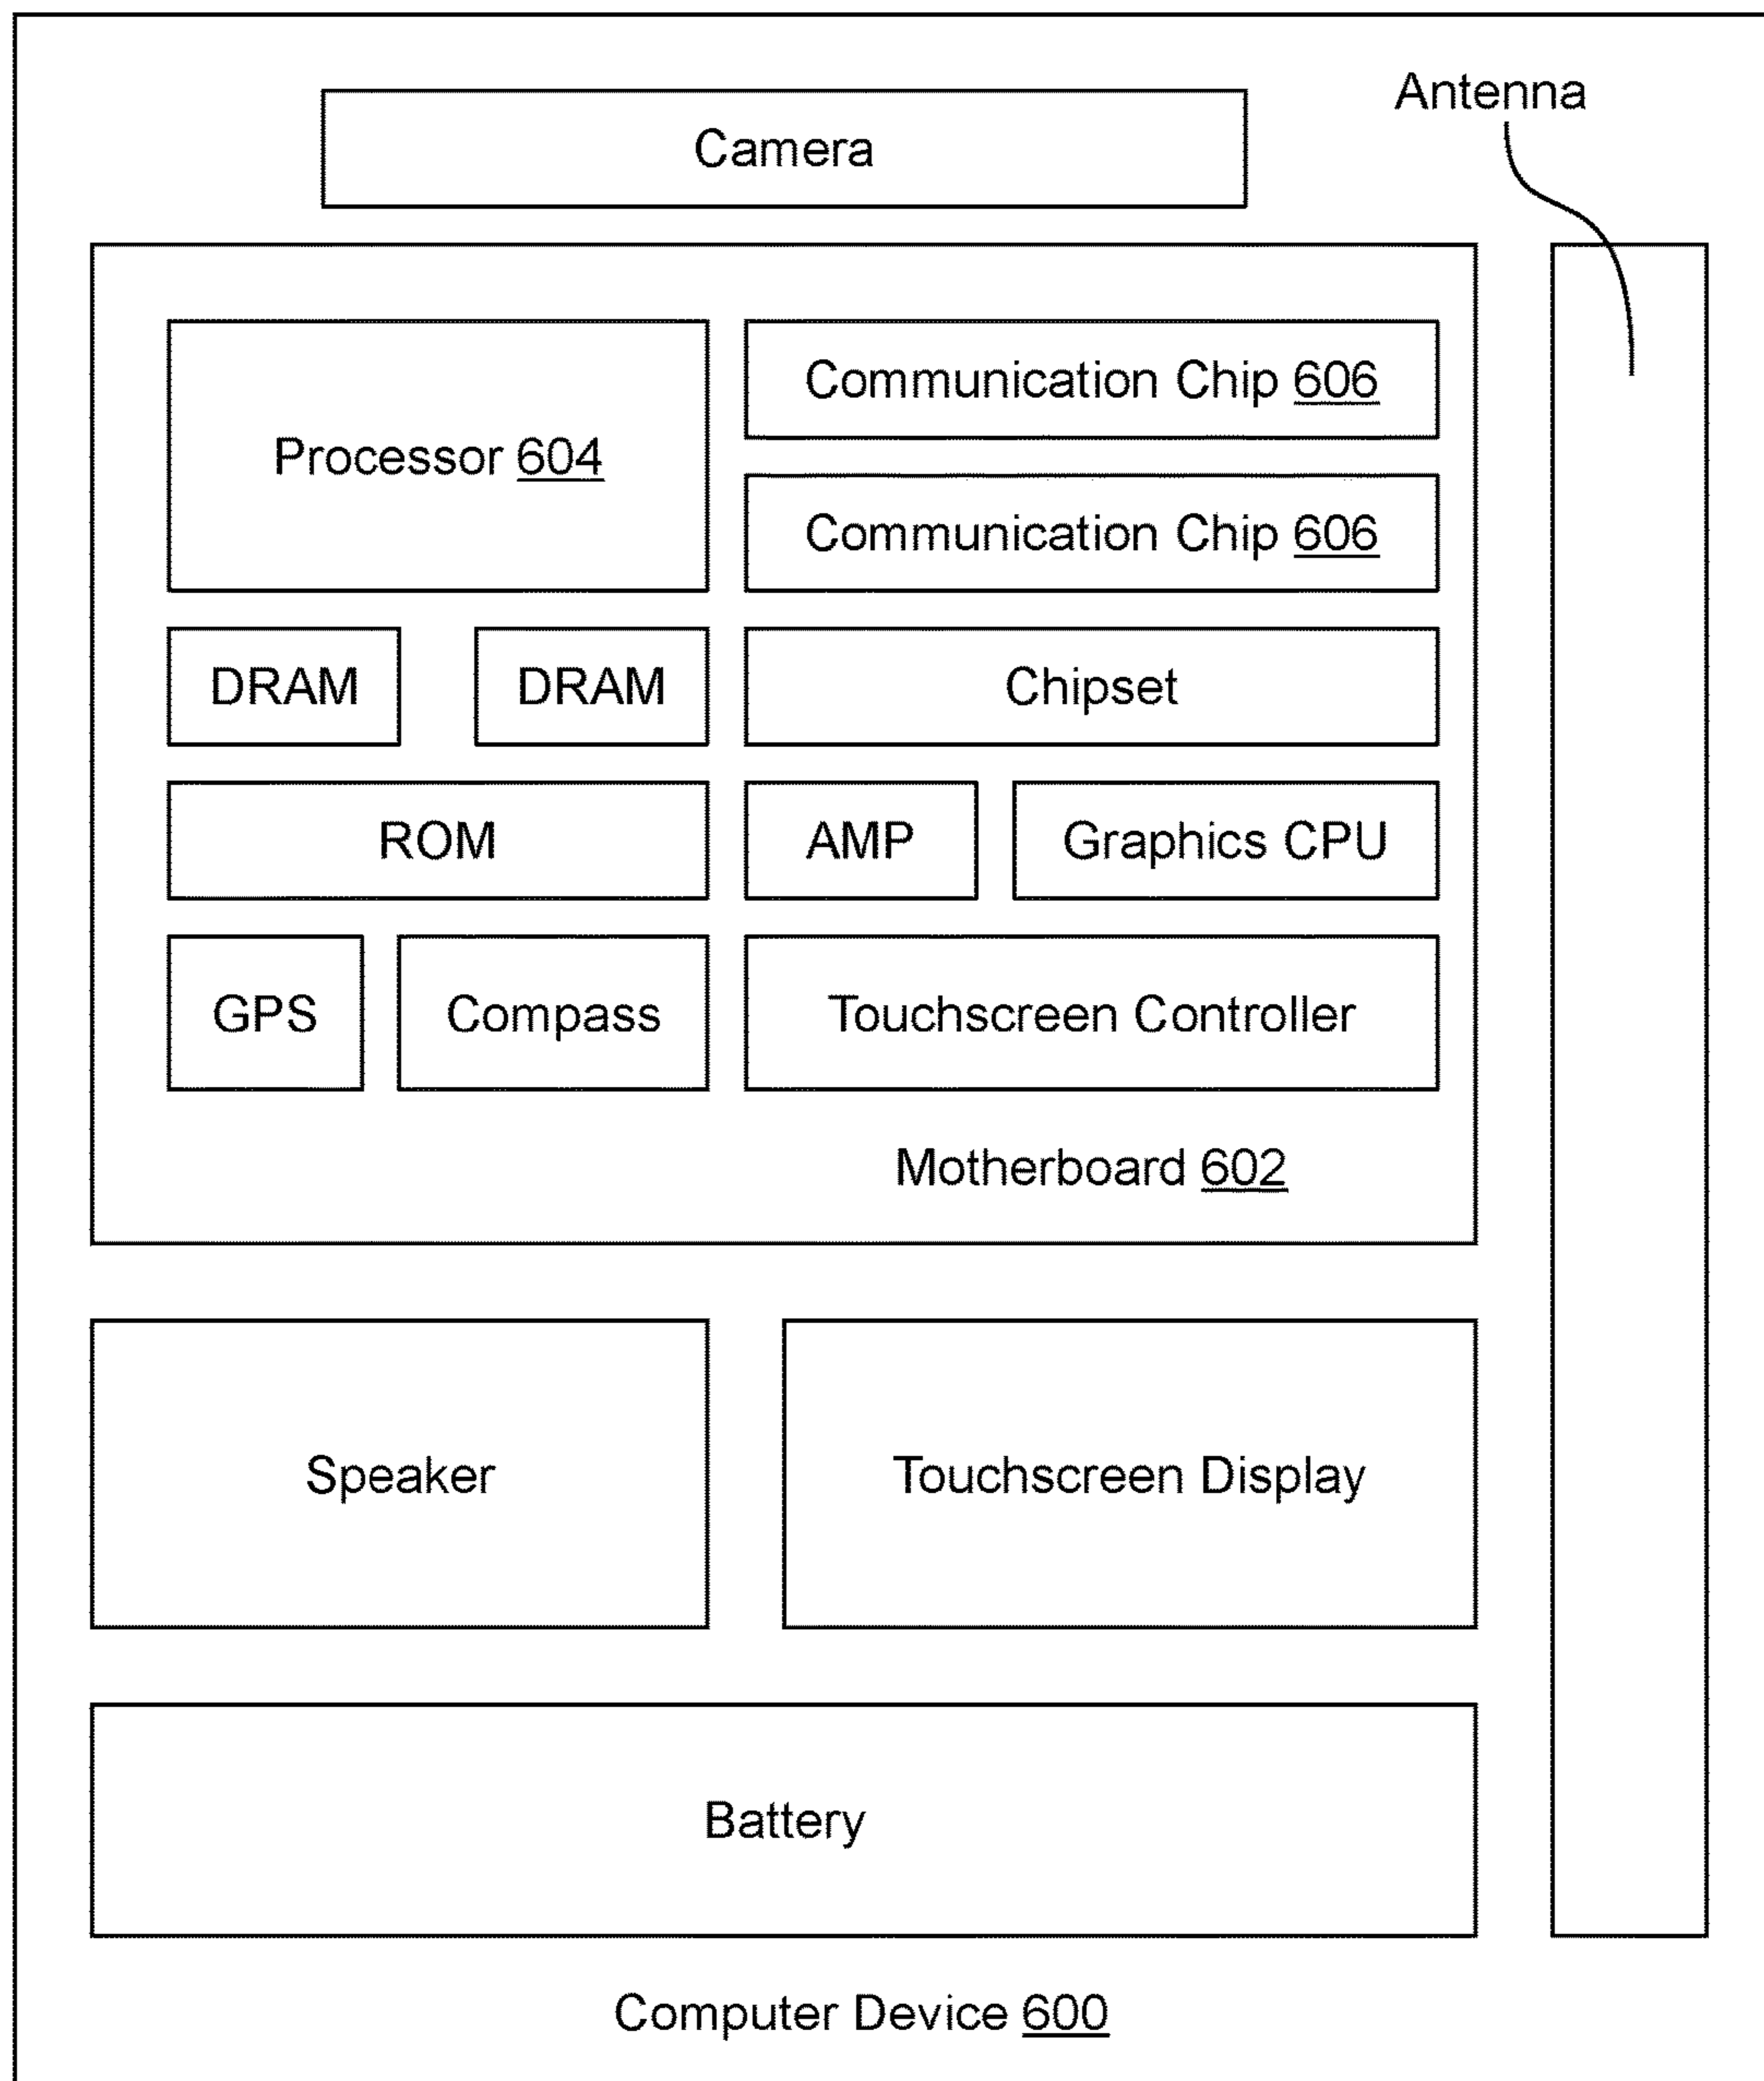 Antenna
Camera
Processor 604
Communication Chip 606
Communication Chip 606
DRAM
DRAM
Chipset
ROM
AMP
Graphics CPU
GPS
Compass
Touchscreen Controller
Motherboard 602
Speaker
Touchscreen Display
Battery
Computer Device 600